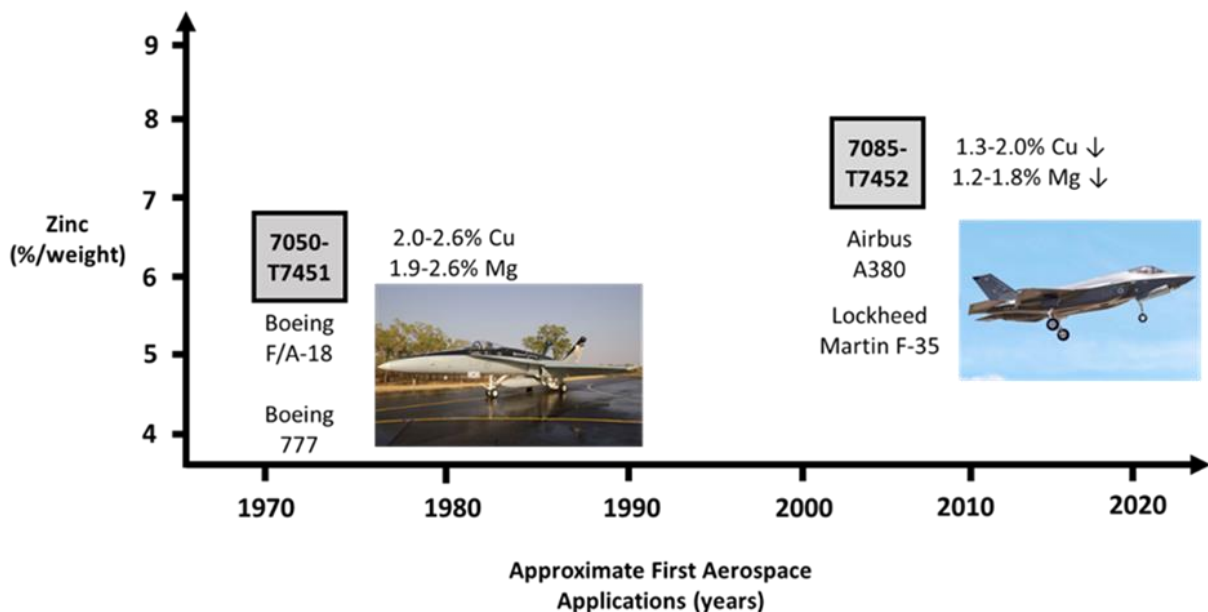 9
8
7
6
5
4
Zinc
(%/weight)
7050-
T7451
2.0-2.6% Cu
1.9-2.6% Mg
Boeing
F/A-18
Boeing
777
7085-
T7452
1.3-2.0% Cu ↓
1.2-1.8% Mg ↓
Airbus
A380
Lockheed
Martin F-35
1970 1980 1990 2000 2010 2020
Approximate First Aerospace
Applications (years)